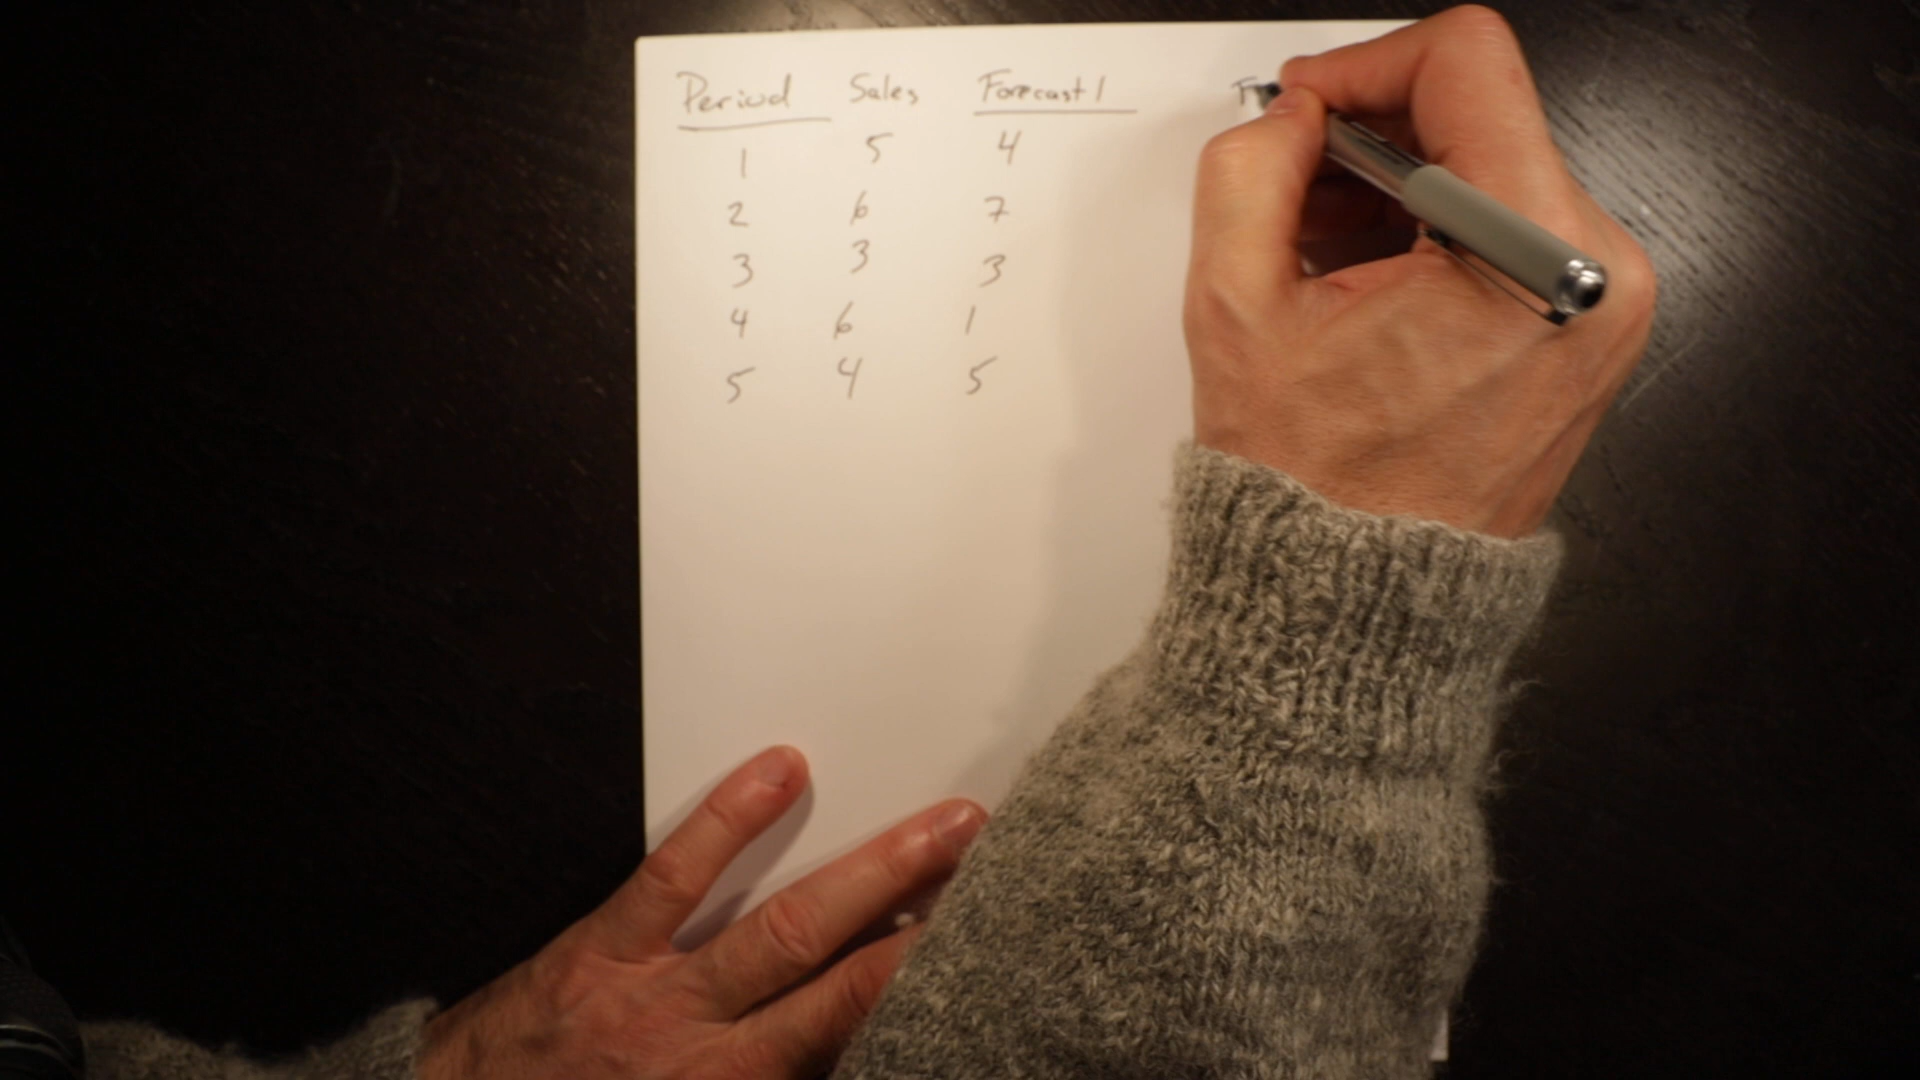 Period Sales Forecast 1 F
1 5 4
2 6 7
3 3 3
4 6 1
5 4 5